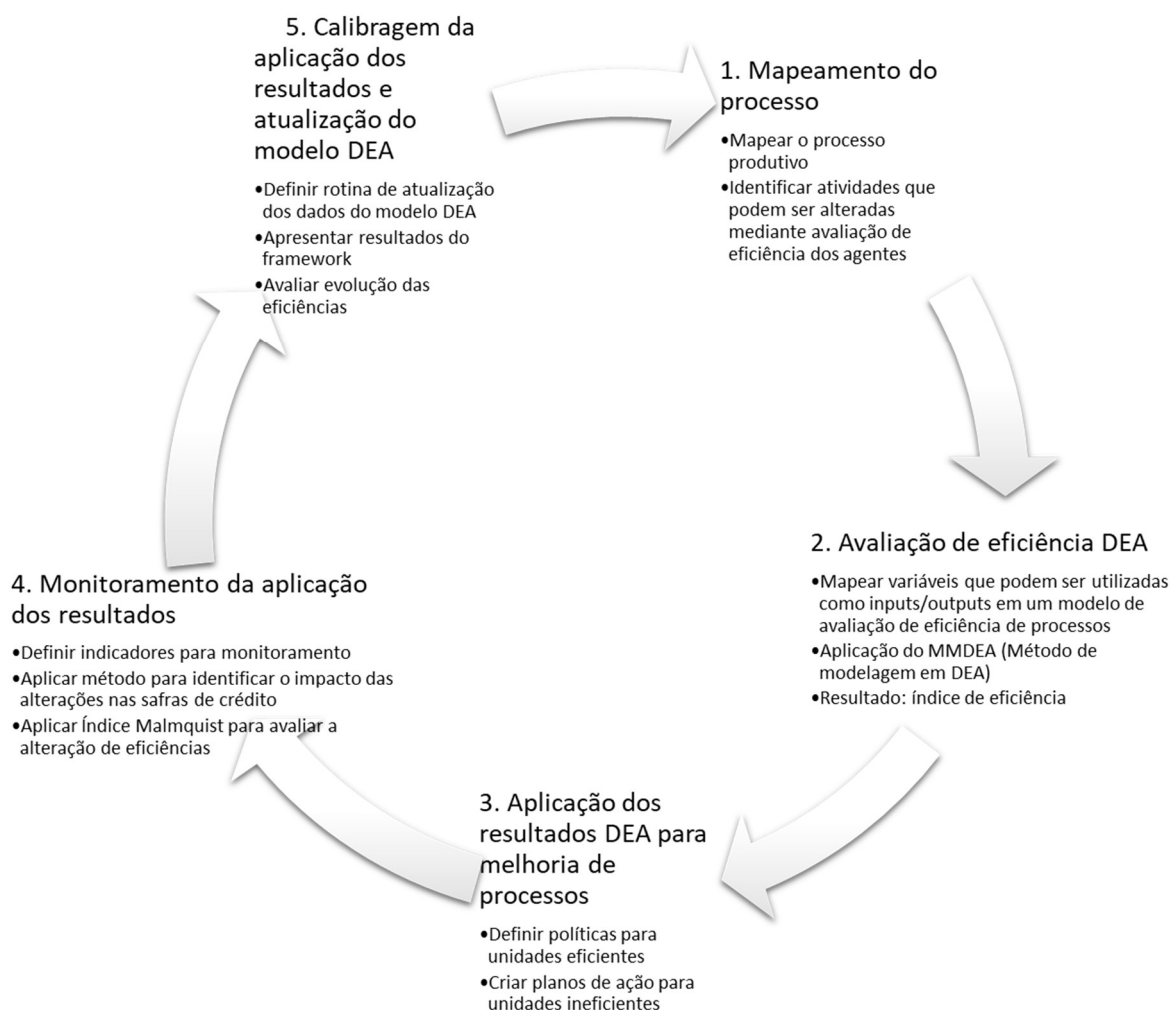 5. Calibragem da
aplicação dos
resultados e
atualização do
modelo DEA
•Definir rotina de atualização
dos dados do modelo DEA
•Apresentar resultados do
framework
•Avaliar evolução das
eficiências
1. Mapeamento do
processo
•Mapear o processo
produtivo
•Identificar atividades que
podem ser alteradas
mediante avaliação de
eficiência dos agentes
2. Avaliação de eficiência DEA
•Mapear variáveis que podem ser utilizadas
como inputs/outputs em um modelo de
avaliação de eficiência de processos
•Aplicação do MMDEA (Método de
modelagem em DEA)
•Resultado: índice de eficiência
4. Monitoramento da aplicação
dos resultados
•Definir indicadores para monitoramento
•Aplicar método para identificar o impacto das
alterações nas safras de crédito
•Aplicar Índice Malmquist para avaliar a
alteração de eficiências
3. Aplicação dos
resultados DEA para
melhoria de
processos
•Definir políticas para
unidades eficientes
•Criar planos de ação para
unidades ineficientes